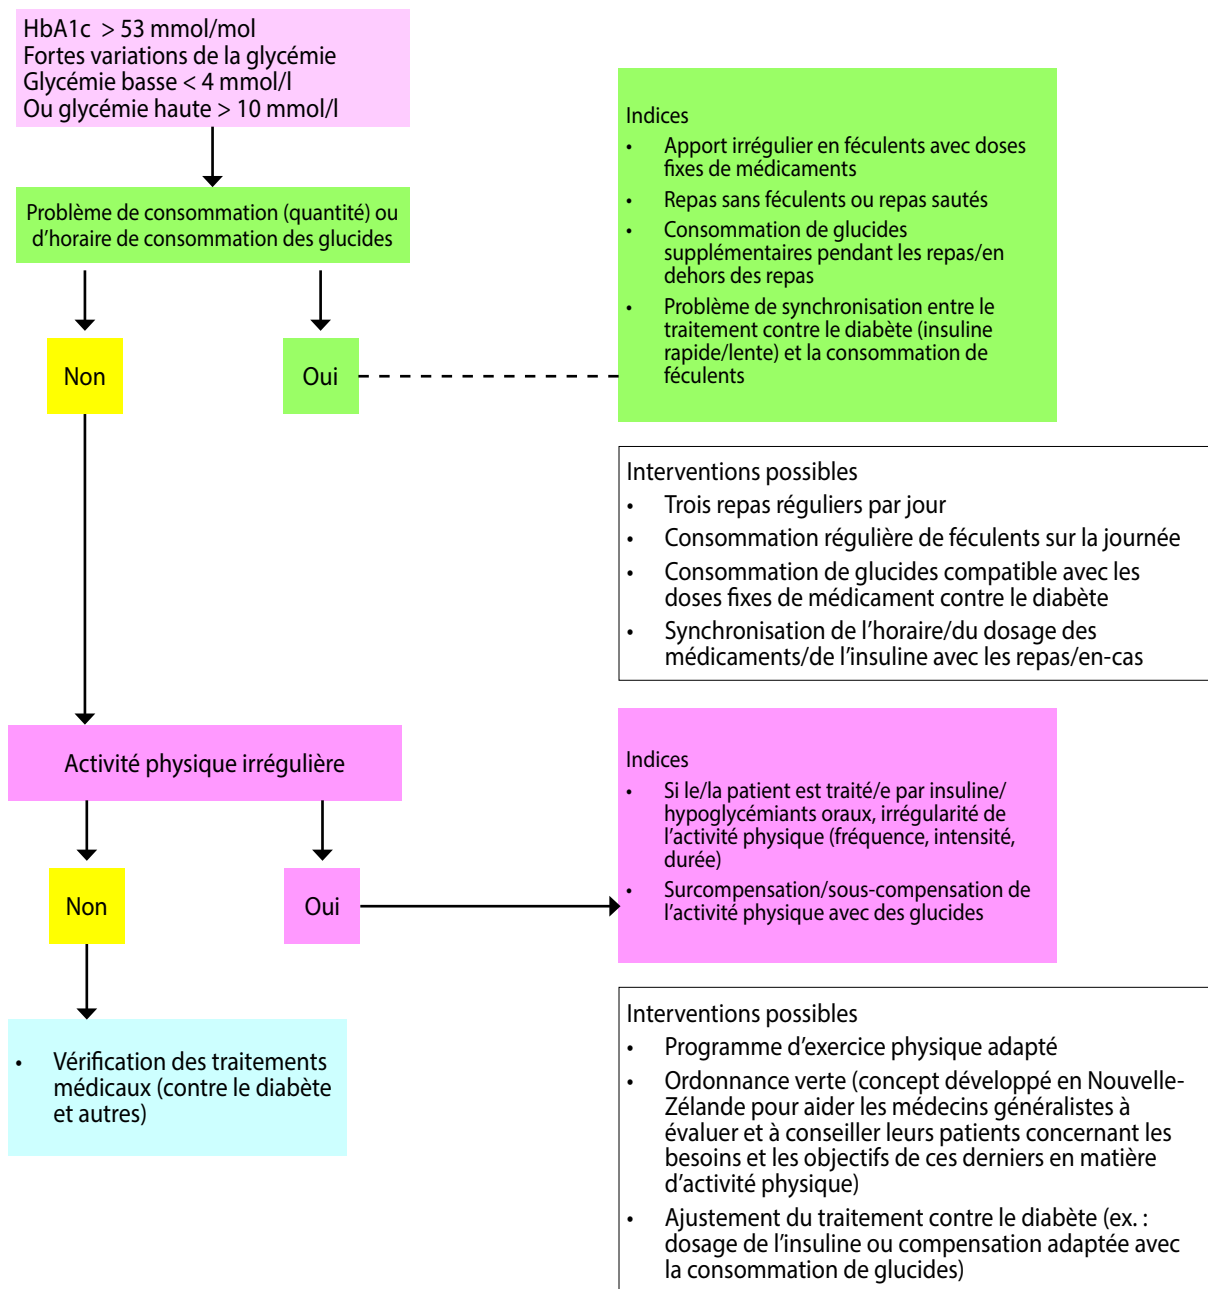 HbA1c > 53 mmol/mol
Fortes variations de la glycémie
Glycémie basse < 4 mmol/l
Ou glycémie haute > 10 mmol/l
Problème de consommation (quantité) ou
d’horaire de consommation des glucides
Non
Oui
Indices
• Apport irrégulier en féculents avec doses
fixes de médicaments
• Repas sans féculents ou repas sautés
• Consommation de glucides
supplémentaires pendant les repas/en
dehors des repas
• Problème de synchronisation entre le
traitement contre le diabète (insuline
rapide/lente) et la consommation de
féculents
Interventions possibles
• Trois repas réguliers par jour
• Consommation régulière de féculents sur la journée
• Consommation de glucides compatible avec les
doses fixes de médicament contre le diabète
• Synchronisation de l’horaire/du dosage des
médicaments/de l’insuline avec les repas/en-cas
Activité physique irrégulière
Non
Oui
Indices
• Si le/la patient est traité/e par insuline/
hypoglycémiants oraux, irrégularité de
l’activité physique (fréquence, intensité,
durée)
• Surcompensation/sous-compensation de
l’activité physique avec des glucides
• Vérification des traitements
médicaux (contre le diabète
et autres)
Interventions possibles
• Programme d’exercice physique adapté
• Ordonnance verte (concept développé en Nouvelle-
Zélande pour aider les médecins généralistes à
évaluer et à conseiller leurs patients concernant les
besoins et les objectifs de ces derniers en matière
d’activité physique)
• Ajustement du traitement contre le diabète (ex. :
dosage de l’insuline ou compensation adaptée avec
la consommation de glucides)